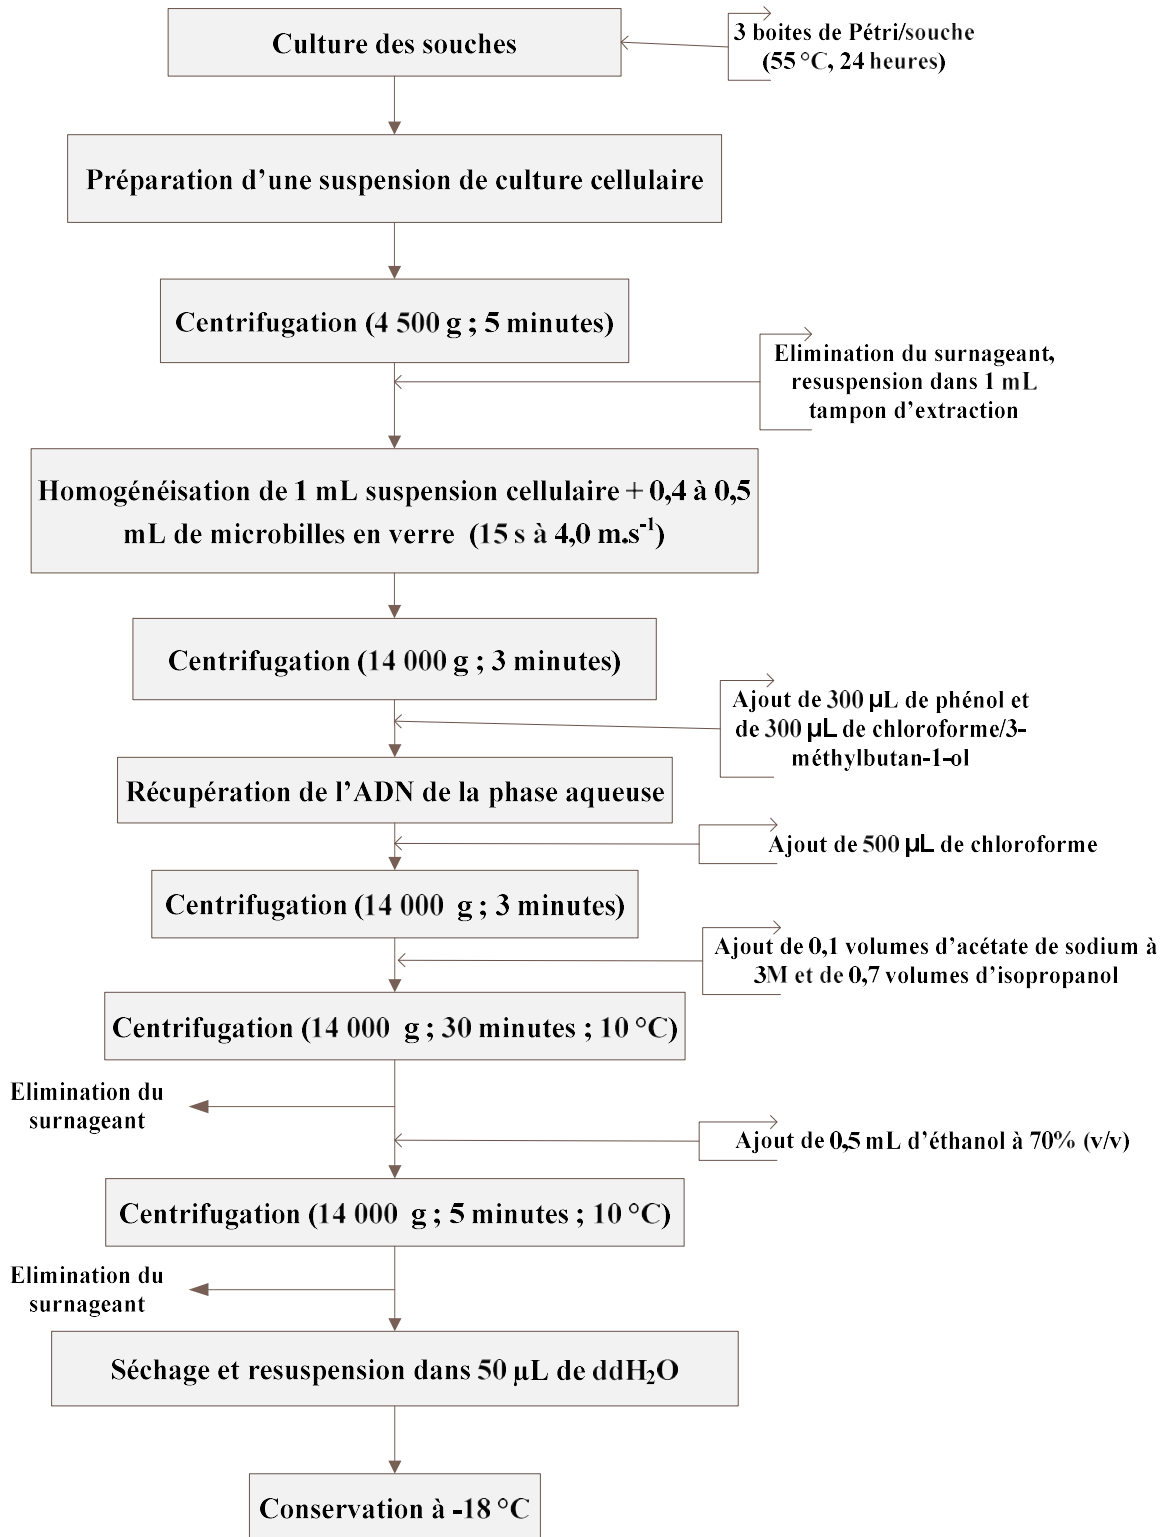 Culture des souches
3 boites de Pétri/souche
(55 °C, 24 heures)
Préparation d’une suspension de culture cellulaire
Centrifugation (4 500 g ; 5 minutes)
Elimination du surnageant,
resuspension dans 1 mL
tampon d’extraction
Homogénéisation de 1 mL suspension cellulaire + 0,4 à 0,5
mL de microbilles en verre (15 s à 4,0 m.s⁻¹)
Centrifugation (14 000 g ; 3 minutes)
Ajout de 300 µL de phénol et
de 300 µL de chloroforme/3-
méthylbutan-1-ol
Récupération de l’ADN de la phase aqueuse
Ajout de 500 µL de chloroforme
Centrifugation (14 000 g ; 3 minutes)
Ajout de 0,1 volumes d’acétate de sodium à
3M et de 0,7 volumes d’isopropanol
Centrifugation (14 000 g ; 30 minutes ; 10 °C)
Elimination du
surnageant
Ajout de 0,5 mL d’éthanol à 70% (v/v)
Centrifugation (14 000 g ; 5 minutes ; 10 °C)
Elimination du
surnageant
Séchage et resuspension dans 50 µL de ddH₂O
Conservation à -18 °C